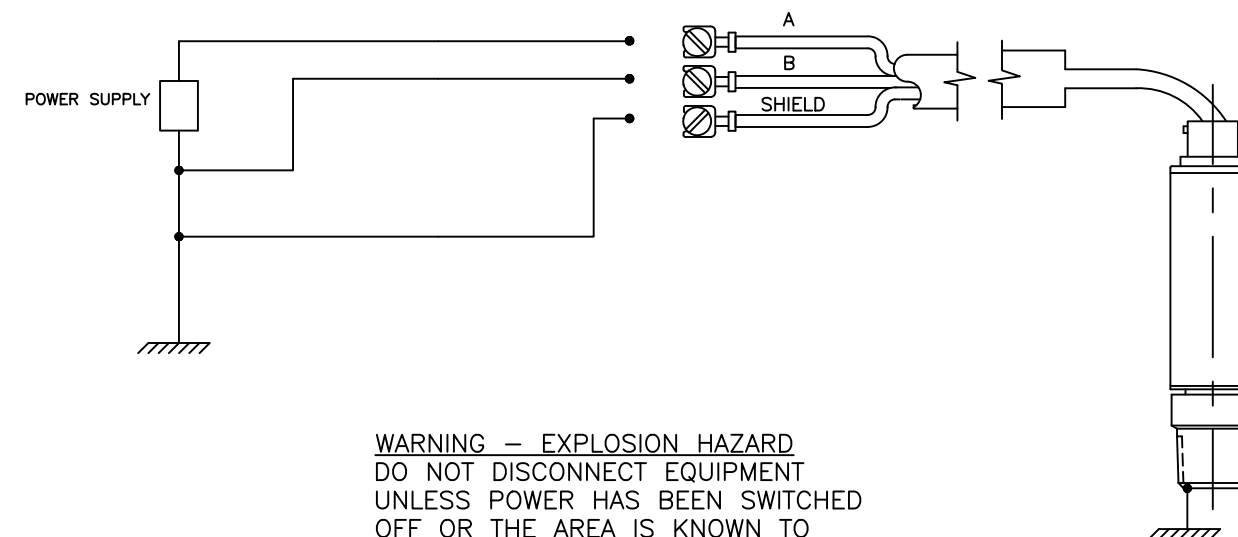 A
B
POWER SUPPLY
SHIELD
WARNING – EXPLOSION HAZARD
DO NOT DISCONNECT EQUIPMENT
UNLESS POWER HAS BEEN SWITCHED
OFF OR THE AREA IS KNOWN TO